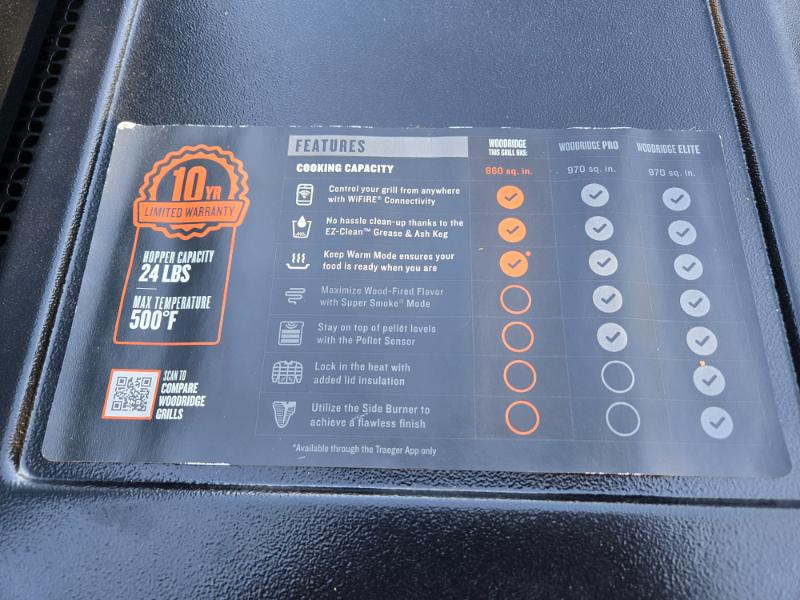 10 YR
LIMITED WARRANTY
HOPPER CAPACITY
24 LBS
MAX TEMPERATURE
500°F
SCAN TO
COMPARE
WOODRIDGE
GRILLS
FEATURES
WOODRIDGE
THIS GRILL HAS:
WOODRIDGE PRO
WOODRIDGE ELITE
COOKING CAPACITY
860 sq. in.
970 sq. in.
970 sq. in.
Control your grill from anywhere
with WiFIRE® Connectivity
No hassle clean-up thanks to the
EZ-Clean™ Grease & Ash Keg
Keep Warm Mode ensures your
food is ready when you are
*
Maximize Wood-Fired Flavor
with Super Smoke® Mode
Stay on top of pellet levels
with the Pellet Sensor
Lock in the heat with
added lid insulation
Utilize the Side Burner to
achieve a flawless finish
*Available through the Traeger App only